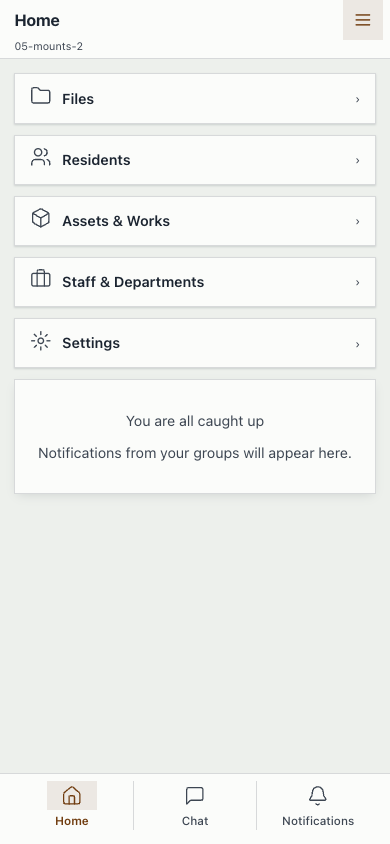 Home
05-mounts-2
Files
Residents
Assets & Works
Staff & Departments
Settings
You are all caught up
Notifications from your groups will appear here.
Home
Chat
Notifications